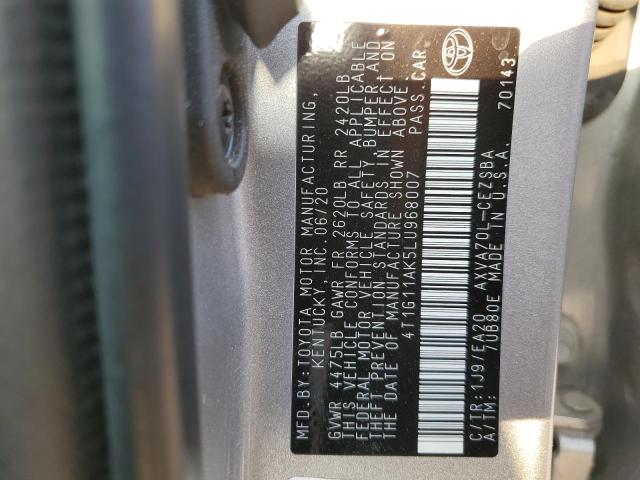 MFD.BY:TOYOTA MOTOR MANUFACTURING,
KENTUCKY, INC. 06/20
GVWR 4475LB GAWR FR 2620LB RR 2420LB
THIS VEHICLE CONFORMS TO ALL APPLICABLE
FEDERAL MOTOR VEHICLE SAFETY, BUMPER, AND
THEFT PREVENTION STANDARDS IN EFFECT ON
THE DATE OF MANUFACTURE SHOWN ABOVE.
4T1G11AK5LU968007 PASS.CAR
C/TR:1J9/EA20 AXVA70L-CEZSBA
A/TM: 70B80E MADE IN U.S.A. 70143